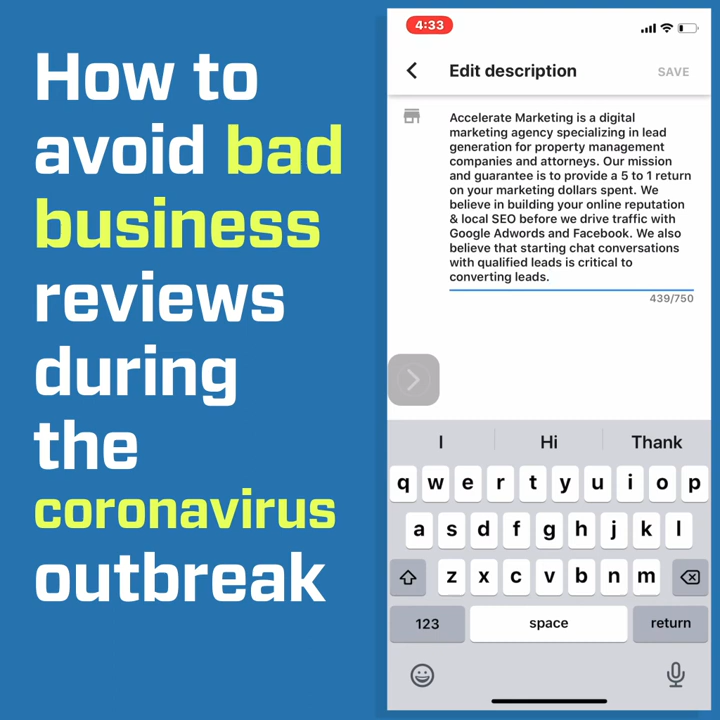 How to
avoid bad
business
reviews
during
the
coronavirus
outbreak
4:33
Edit description
SAVE
Accelerate Marketing is a digital
marketing agency specializing in lead
generation for property management
companies and attorneys. Our mission
and guarantee is to provide a 5 to 1 return
on your marketing dollars spent. We
believe in building your online reputation
& local SEO before we drive traffic with
Google Adwords and Facebook. We also
believe that starting chat conversations
with qualified leads is critical to
converting leads.
439/750
I Hi Thank
q w e r t y u i o p
a s d f g h j k l
z x c v b n m
123 space return